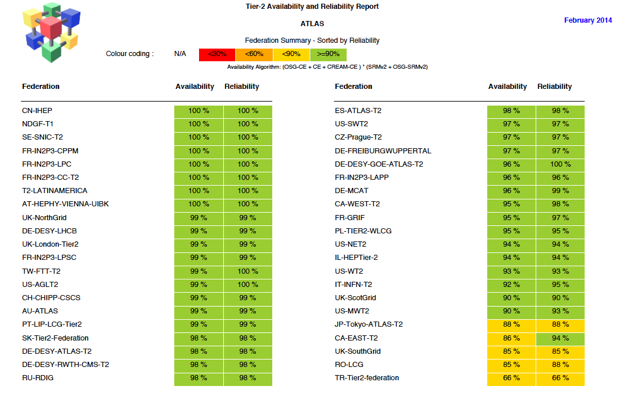 Tier-2 Availability and Reliability Report
ATLAS
February 2014
Federation Summary - Sorted by Reliability
Colour coding : N/A <30% <60% <90% >=90%
Availability Algorithm: (OSG-CE + CE + CREAM-CE ) * (SRMv2 + OSG-SRMv2)
Federation Availability Reliability
CN-IHEP 100 % 100 %
NDGF-T1 100 % 100 %
SE-SNIC-T2 100 % 100 %
FR-IN2P3-CPPM 100 % 100 %
FR-IN2P3-LPC 100 % 100 %
FR-IN2P3-CC-T2 100 % 100 %
T2-LATINAMERICA 100 % 100 %
AT-HEPHY-VIENNA-UIBK 100 % 100 %
UK-NorthGrid 99 % 99 %
DE-DESY-LHCB 99 % 99 %
UK-London-Tier2 99 % 99 %
FR-IN2P3-LPSC 99 % 99 %
TW-FTT-T2 99 % 100 %
US-AGLT2 99 % 100 %
CH-CHIPP-CSCS 99 % 99 %
AU-ATLAS 99 % 99 %
PT-LIP-LCG-Tier2 99 % 99 %
SK-Tier2-Federation 98 % 98 %
DE-DESY-ATLAS-T2 98 % 98 %
DE-DESY-RWTH-CMS-T2 98 % 98 %
RU-RDIG 98 % 98 %
Federation Availability Reliability
ES-ATLAS-T2 98 % 98 %
US-SWT2 97 % 97 %
CZ-Prague-T2 97 % 97 %
DE-FREIBURGWUPPERTAL 97 % 97 %
DE-DESY-GOE-ATLAS-T2 96 % 100 %
FR-IN2P3-LAPP 96 % 96 %
DE-MCAT 96 % 99 %
CA-WEST-T2 95 % 98 %
FR-GRIF 95 % 97 %
PL-TIER2-WLCG 95 % 95 %
US-NET2 94 % 94 %
IL-HEPTier-2 94 % 94 %
US-WT2 93 % 93 %
IT-INFN-T2 92 % 95 %
UK-ScotGrid 90 % 90 %
US-MWT2 90 % 93 %
JP-Tokyo-ATLAS-T2 88 % 88 %
CA-EAST-T2 86 % 94 %
UK-SouthGrid 85 % 85 %
RO-LCG 85 % 88 %
TR-Tier2-federation 66 % 66 %